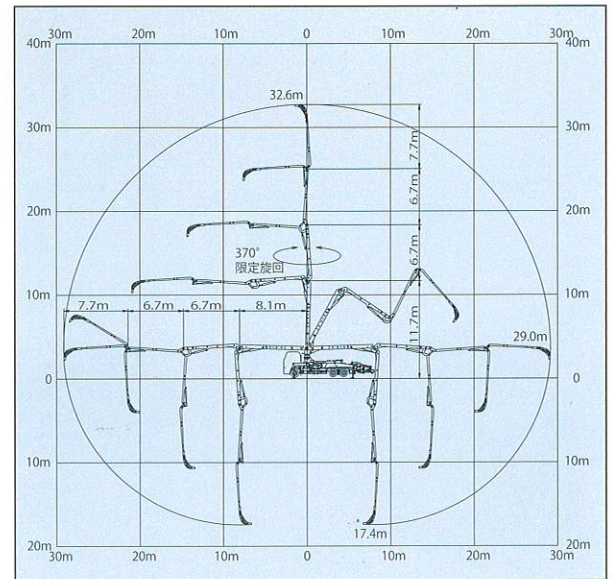 30m 20m 10m 0 10m 20m 30m
40m 40m
32.6m
30m 30m
7.7m
6.7m
20m 20m
6.7m
370°
限定旋回
10m 10m
7.7m 6.7m 6.7m 8.1m
11.7m
29.0m
0 0
10m 10m
17.4m
20m 20m
30m 20m 10m 0 10m 20m 30m